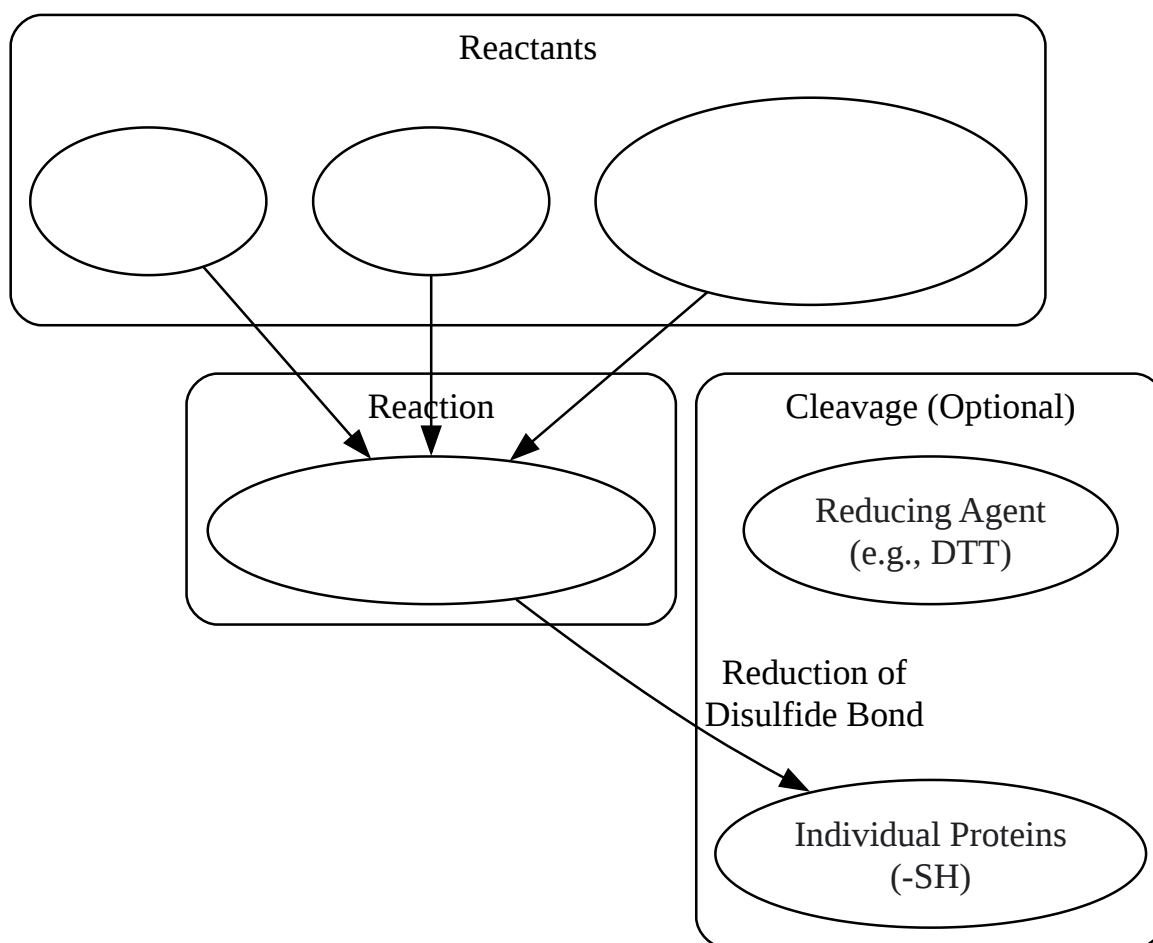 Reactants
Reaction
Cleavage (Optional)
Reducing Agent
(e.g., DTT)
Reduction of
Disulfide Bond
Individual Proteins
(-SH)